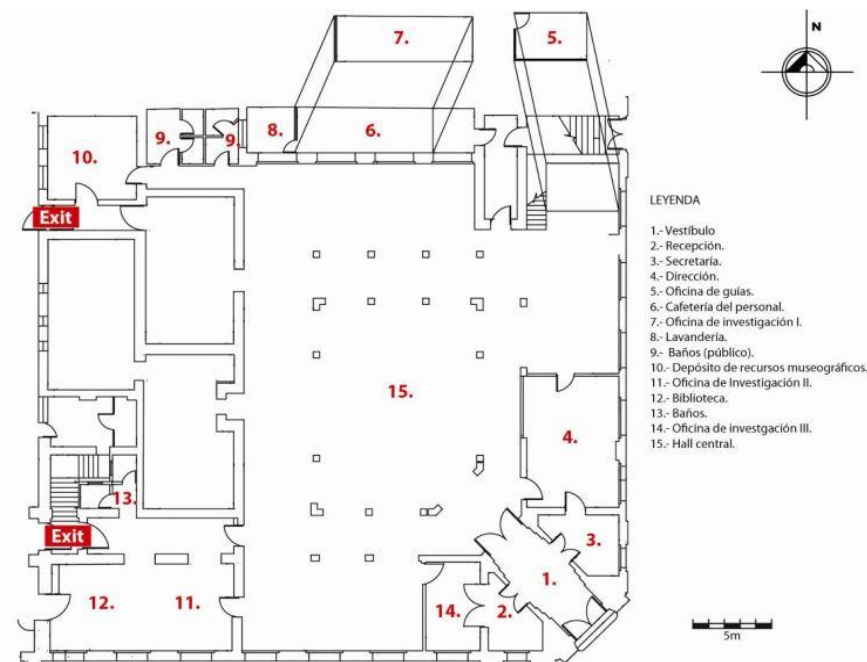 7.
5.
N
9.
9.
8.
6.
10.
Exit
15.
4.
13.
Exit
3.
1.
12.
11.
14.
2.
5m
LEYENDA
1.- Vestíbulo
2.- Recepción.
3.- Secretaría.
4.- Dirección.
5.- Oficina de guías.
6.- Cafetería del personal.
7.- Oficina de investigación I.
8.- Lavandería.
9.- Baños (público).
10.- Depósito de recursos museográficos.
11.- Oficina de Investigación II.
12.- Biblioteca.
13.- Baños.
14.- Oficina de investgación III.
15.- Hall central.